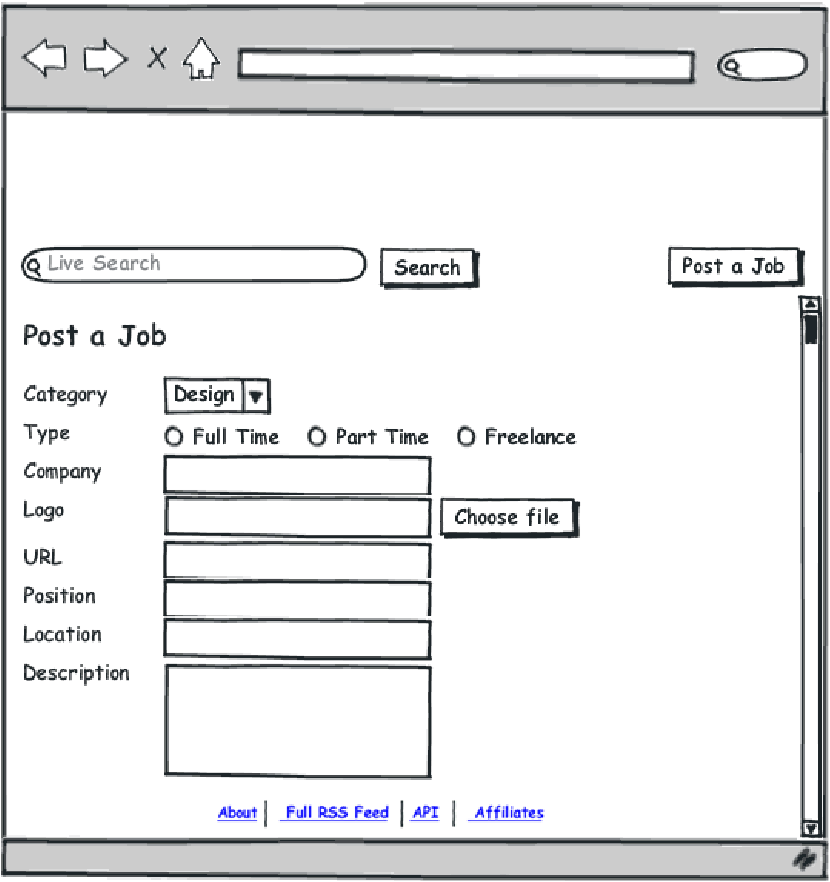 Live Search Search Post a Job
Post a Job
Category Design
Type Full Time Part Time Freelance
Company
Logo Choose file
URL
Position
Location
Description
About Full RSS Feed API Affiliates